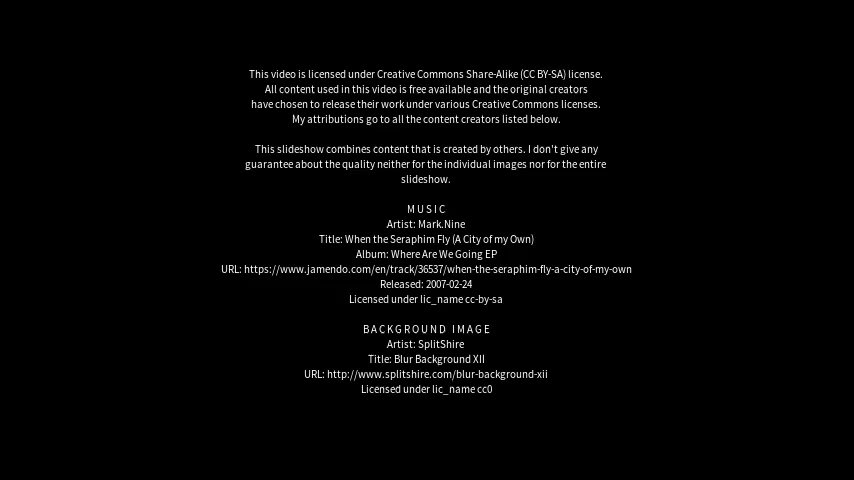 This video is licensed under Creative Commons Share-Alike (CC BY-SA) license.
All content used in this video is free available and the original creators
have chosen to release their work under various Creative Commons licenses.
My attributions go to all the content creators listed below.
This slideshow combines content that is created by others. I don't give any
guarantee about the quality neither for the individual images nor for the entire
slideshow.
MUSIC
Artist: Mark.Nine
Title: When the Seraphim Fly (A City of my Own)
Album: Where Are We Going EP
URL: https://www.jamendo.com/en/track/36537/when-the-seraphim-fly-a-city-of-my-own
Released: 2007-02-24
Licensed under lic_name cc-by-sa
BACKGROUND IMAGE
Artist: SplitShire
Title: Blur Background XII
URL: http://www.splitshire.com/blur-background-xii
Licensed under lic_name cc0